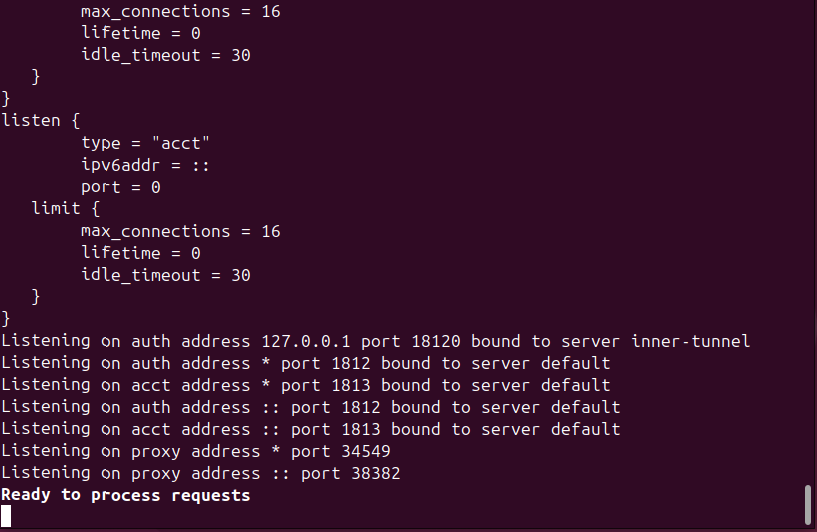 max_connections = 16
lifetime = 0
idle_timeout = 30
}
}
listen {
type = "acct"
ipv6addr = ::
port = 0
limit {
max_connections = 16
lifetime = 0
idle_timeout = 30
}
}
Listening on auth address 127.0.0.1 port 18120 bound to server inner-tunnel
Listening on auth address * port 1812 bound to server default
Listening on acct address * port 1813 bound to server default
Listening on auth address :: port 1812 bound to server default
Listening on acct address :: port 1813 bound to server default
Listening on proxy address * port 34549
Listening on proxy address :: port 38382
Ready to process requests